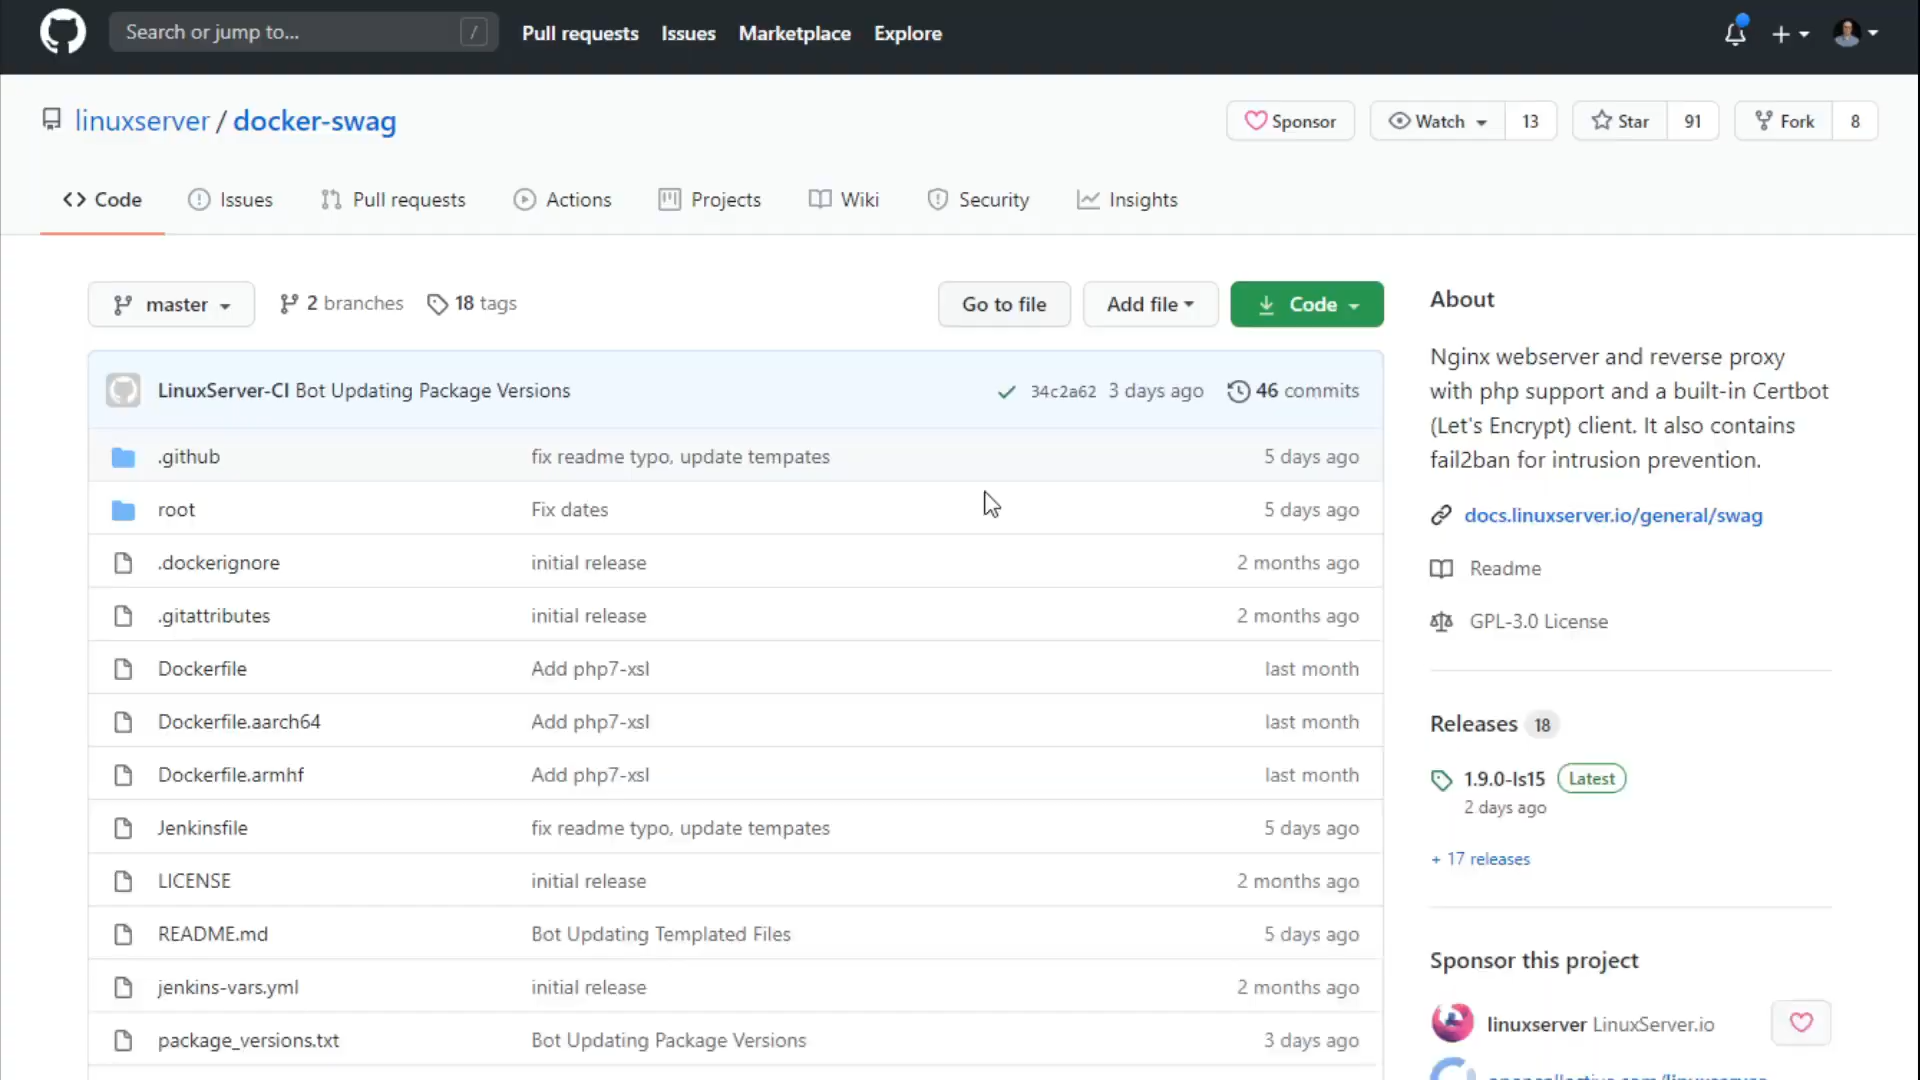 Search or jump to... /
Pull requests Issues Marketplace Explore
linuxserver / docker-swag
Sponsor Watch 13 Star 91 Fork 8
Code Issues Pull requests Actions Projects Wiki Security Insights
master 2 branches 18 tags Go to file Add file Code
LinuxServer-CI Bot Updating Package Versions 34c2a62 3 days ago 46 commits
.github fix readme typo, update tempates 5 days ago
root Fix dates 5 days ago
.dockerignore initial release 2 months ago
.gitattributes initial release 2 months ago
Dockerfile Add php7-xsl last month
Dockerfile.aarch64 Add php7-xsl last month
Dockerfile.armhf Add php7-xsl last month
Jenkinsfile fix readme typo, update tempates 5 days ago
LICENSE initial release 2 months ago
README.md Bot Updating Templated Files 5 days ago
jenkins-vars.yml initial release 2 months ago
package_versions.txt Bot Updating Package Versions 3 days ago
About
Nginx webserver and reverse proxy
with php support and a built-in Certbot
(Let's Encrypt) client. It also contains
fail2ban for intrusion prevention.
docs.linuxserver.io/general/swag
Readme
GPL-3.0 License
Releases 18
1.9.0-ls15 Latest
2 days ago
+ 17 releases
Sponsor this project
linuxserver LinuxServer.io